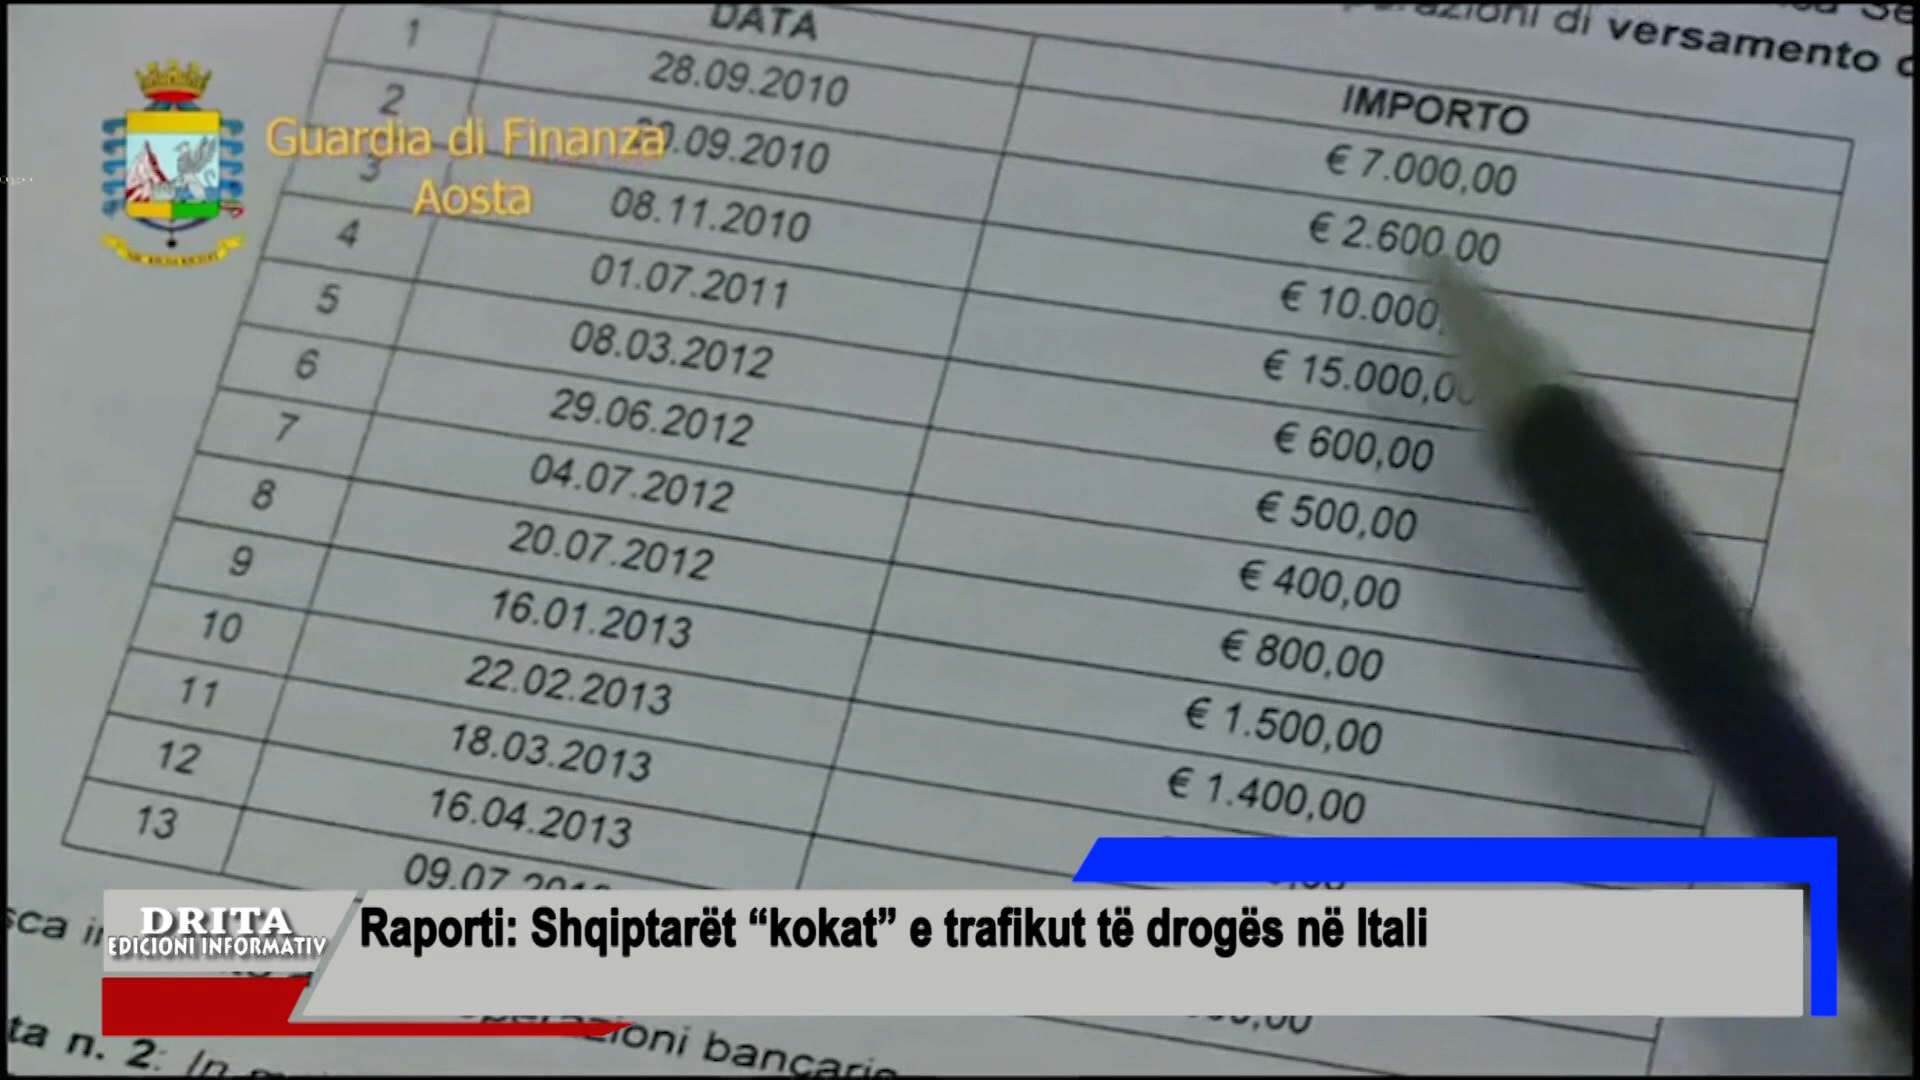 di versamento
DATA IMPORTO
1 28.09.2010 € 7.000,00
2 .09.2010 € 2.600,00
3 08.11.2010 € 10.000,
4 01.07.2011 € 15.000,0
5 08.03.2012 € 600,00
6 29.06.2012 € 500,00
7 04.07.2012 € 400,00
8 20.07.2012 € 800,00
9 16.01.2013 € 1.500,00
10 22.02.2013 € 1.400,00
11 18.03.2013
12 16.04.2013
13 09.07
Guardia di Finanza
Aosta
DRITA
EDICIONI INFORMATIV
Raporti: Shqiptarët “kokat” e trafikut të drogës në Itali
operazioni bancarie
ta n. 2: In